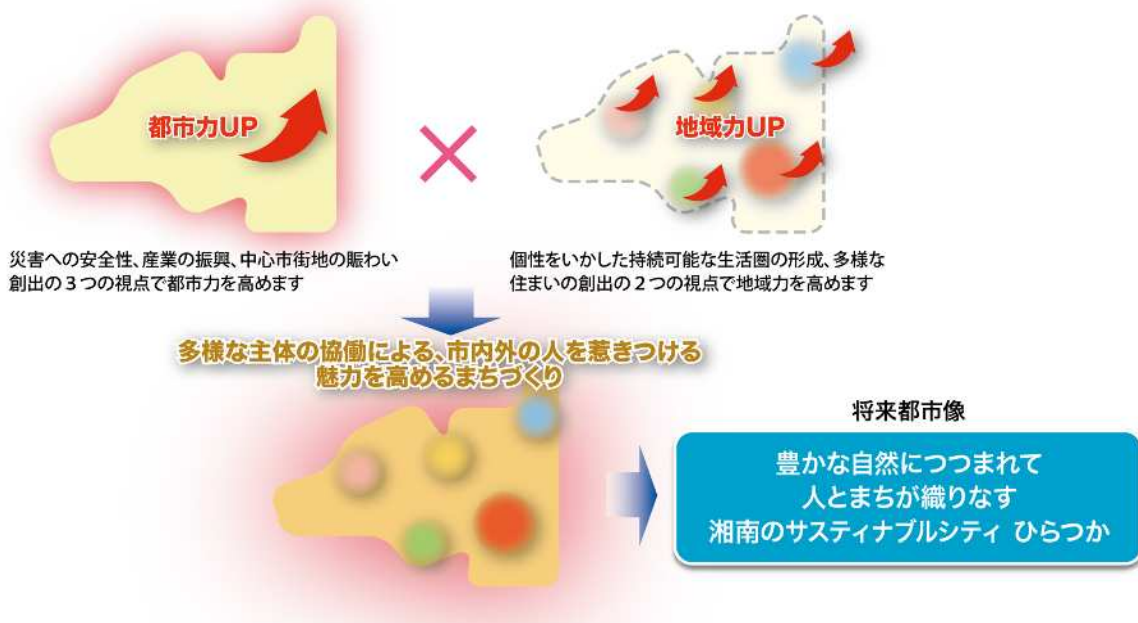 都市力UP
地域力UP
災害への安全性、産業の振興、中心市街地の賑わい
創出の３つの視点で都市力を高めます
個性をいかした持続可能な生活圏の形成、多様な
住まいの創出の２つの視点で地域力を高めます
多様な主体の協働による、市内外の人を惹きつける
魅力を高めるまちづくり
将来都市像
豊かな自然につつまれて
人とまちが織りなす
湘南のサスティナブルシティ ひらつか